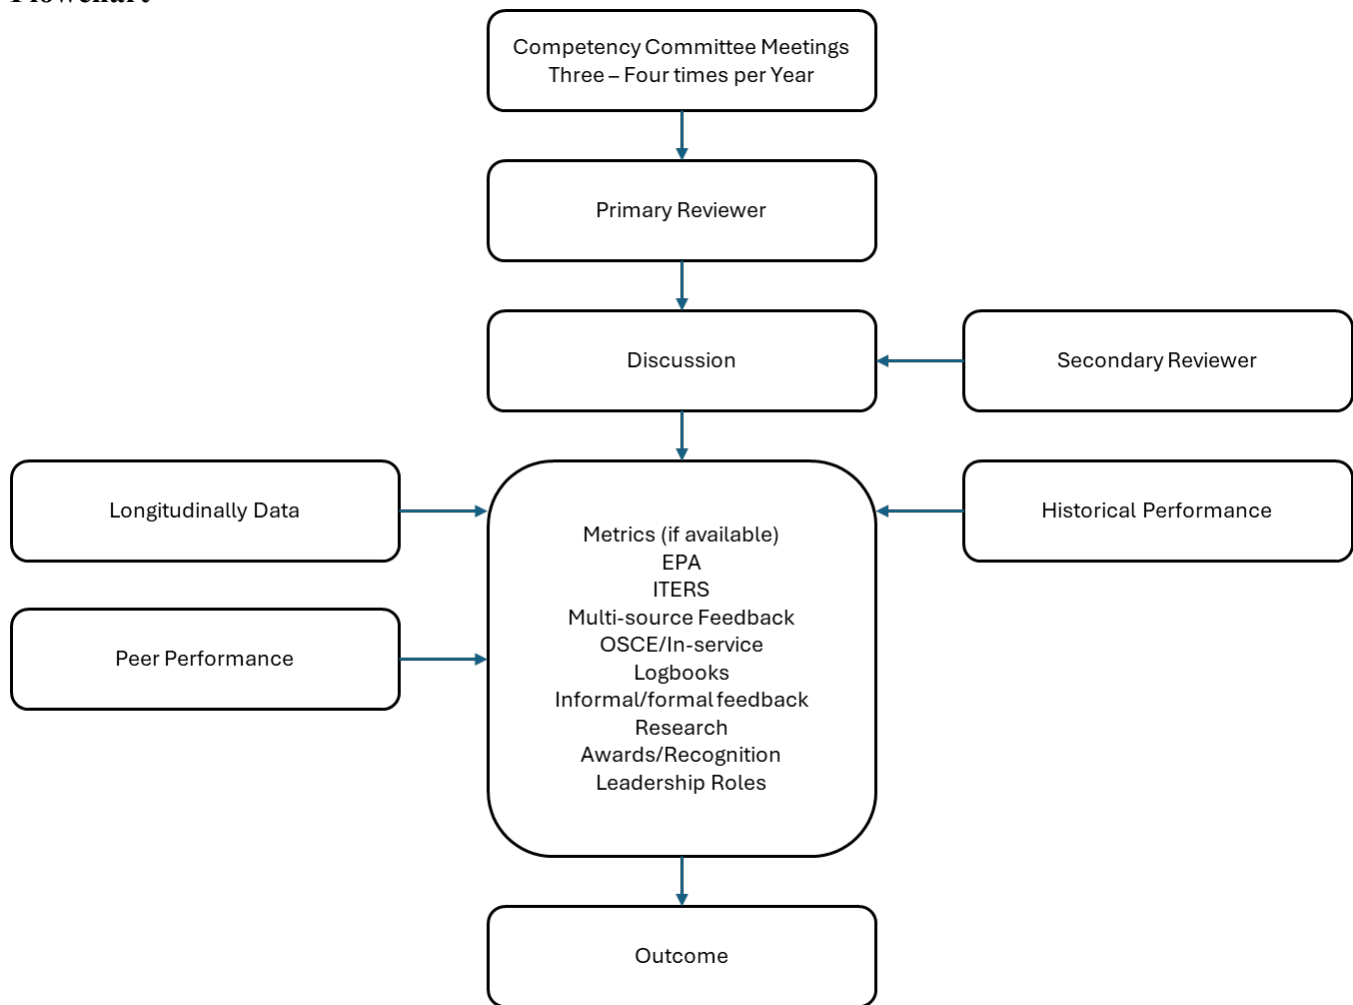 Flowchart
Competency Committee Meetings
Three – Four times per Year
Primary Reviewer
Discussion
Secondary Reviewer
Longitudinally Data
Historical Performance
Peer Performance
Metrics (if available)
EPA
ITERS
Multi-source Feedback
OSCE/In-service
Logbooks
Informal/formal feedback
Research
Awards/Recognition
Leadership Roles
Outcome